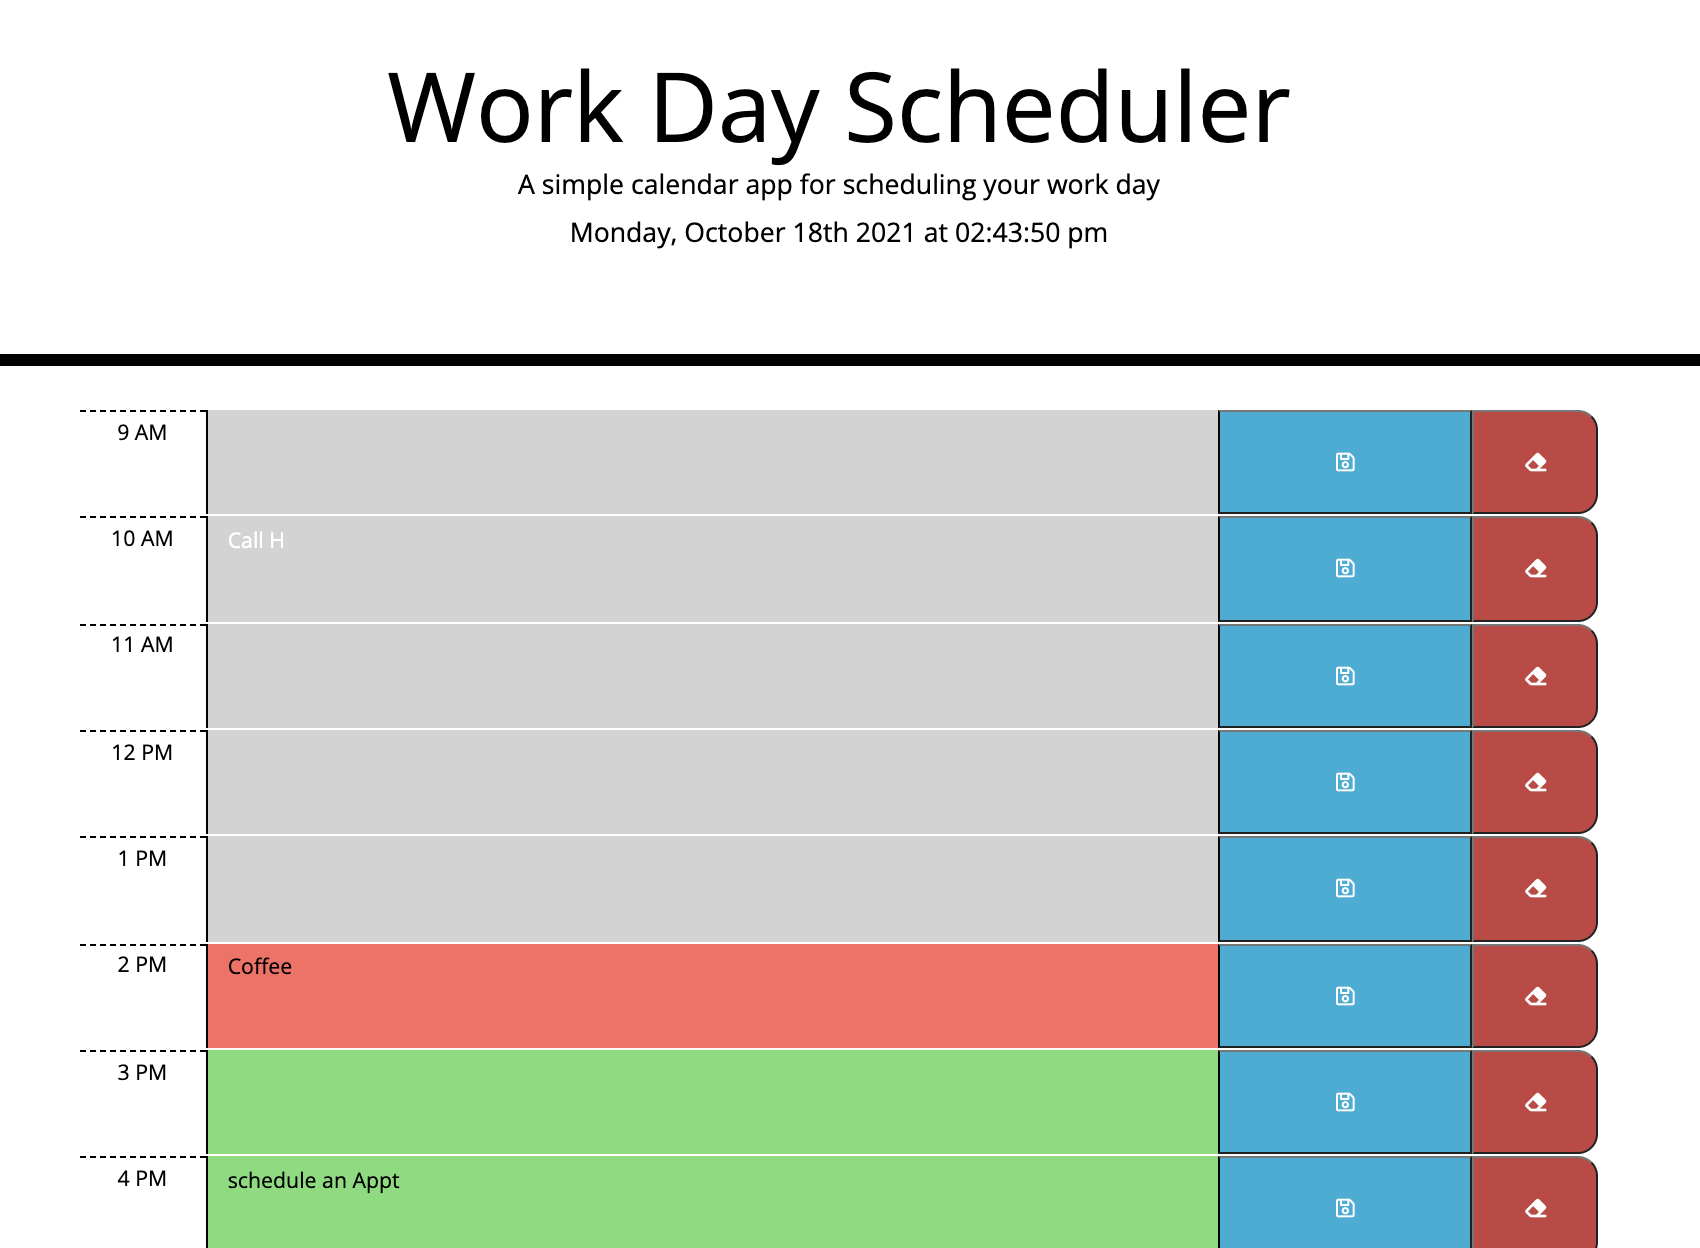 Work Day Scheduler
A simple calendar app for scheduling your work day
Monday, October 18th 2021 at 02:43:50 pm
9 AM
10 AM Call H
11 AM
12 PM
1 PM
2 PM Coffee
3 PM
4 PM schedule an Appt